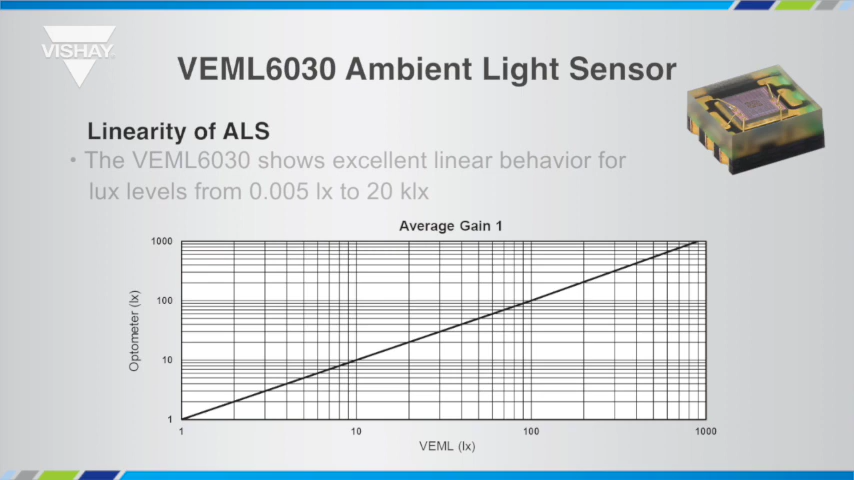 VISHAY.
VEML6030 Ambient Light Sensor
Linearity of ALS
• The VEML6030 shows excellent linear behavior for
lux levels from 0.005 lx to 20 klx
Average Gain 1
Optometer (lx)
1000
100
10
1
1 10 100 1000
VEML (lx)